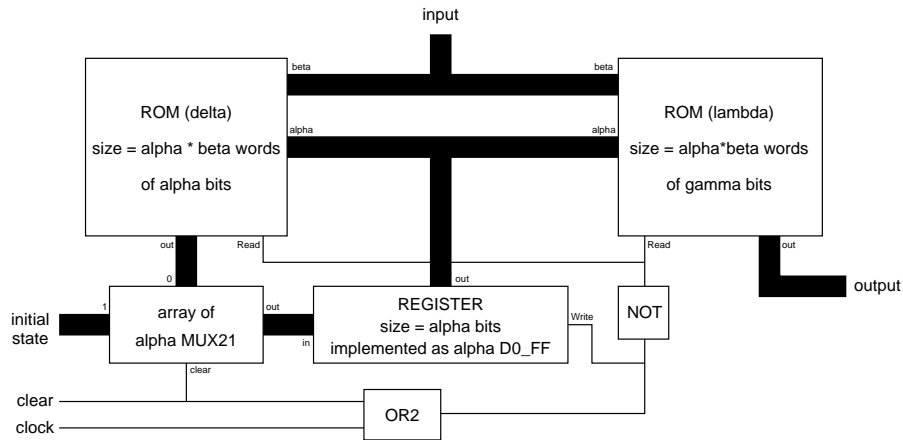 input
beta
beta
ROM (delta)
size = alpha * beta words
of alpha bits
alpha
alpha
ROM (lambda)
size = alpha*beta words
of gamma bits
out
Read
Read
out
0
out
output
1
array of
alpha MUX21
out
REGISTER
size = alpha bits
implemented as alpha D0_FF
Write
NOT
initial
state
in
clear
clear
clock
OR2